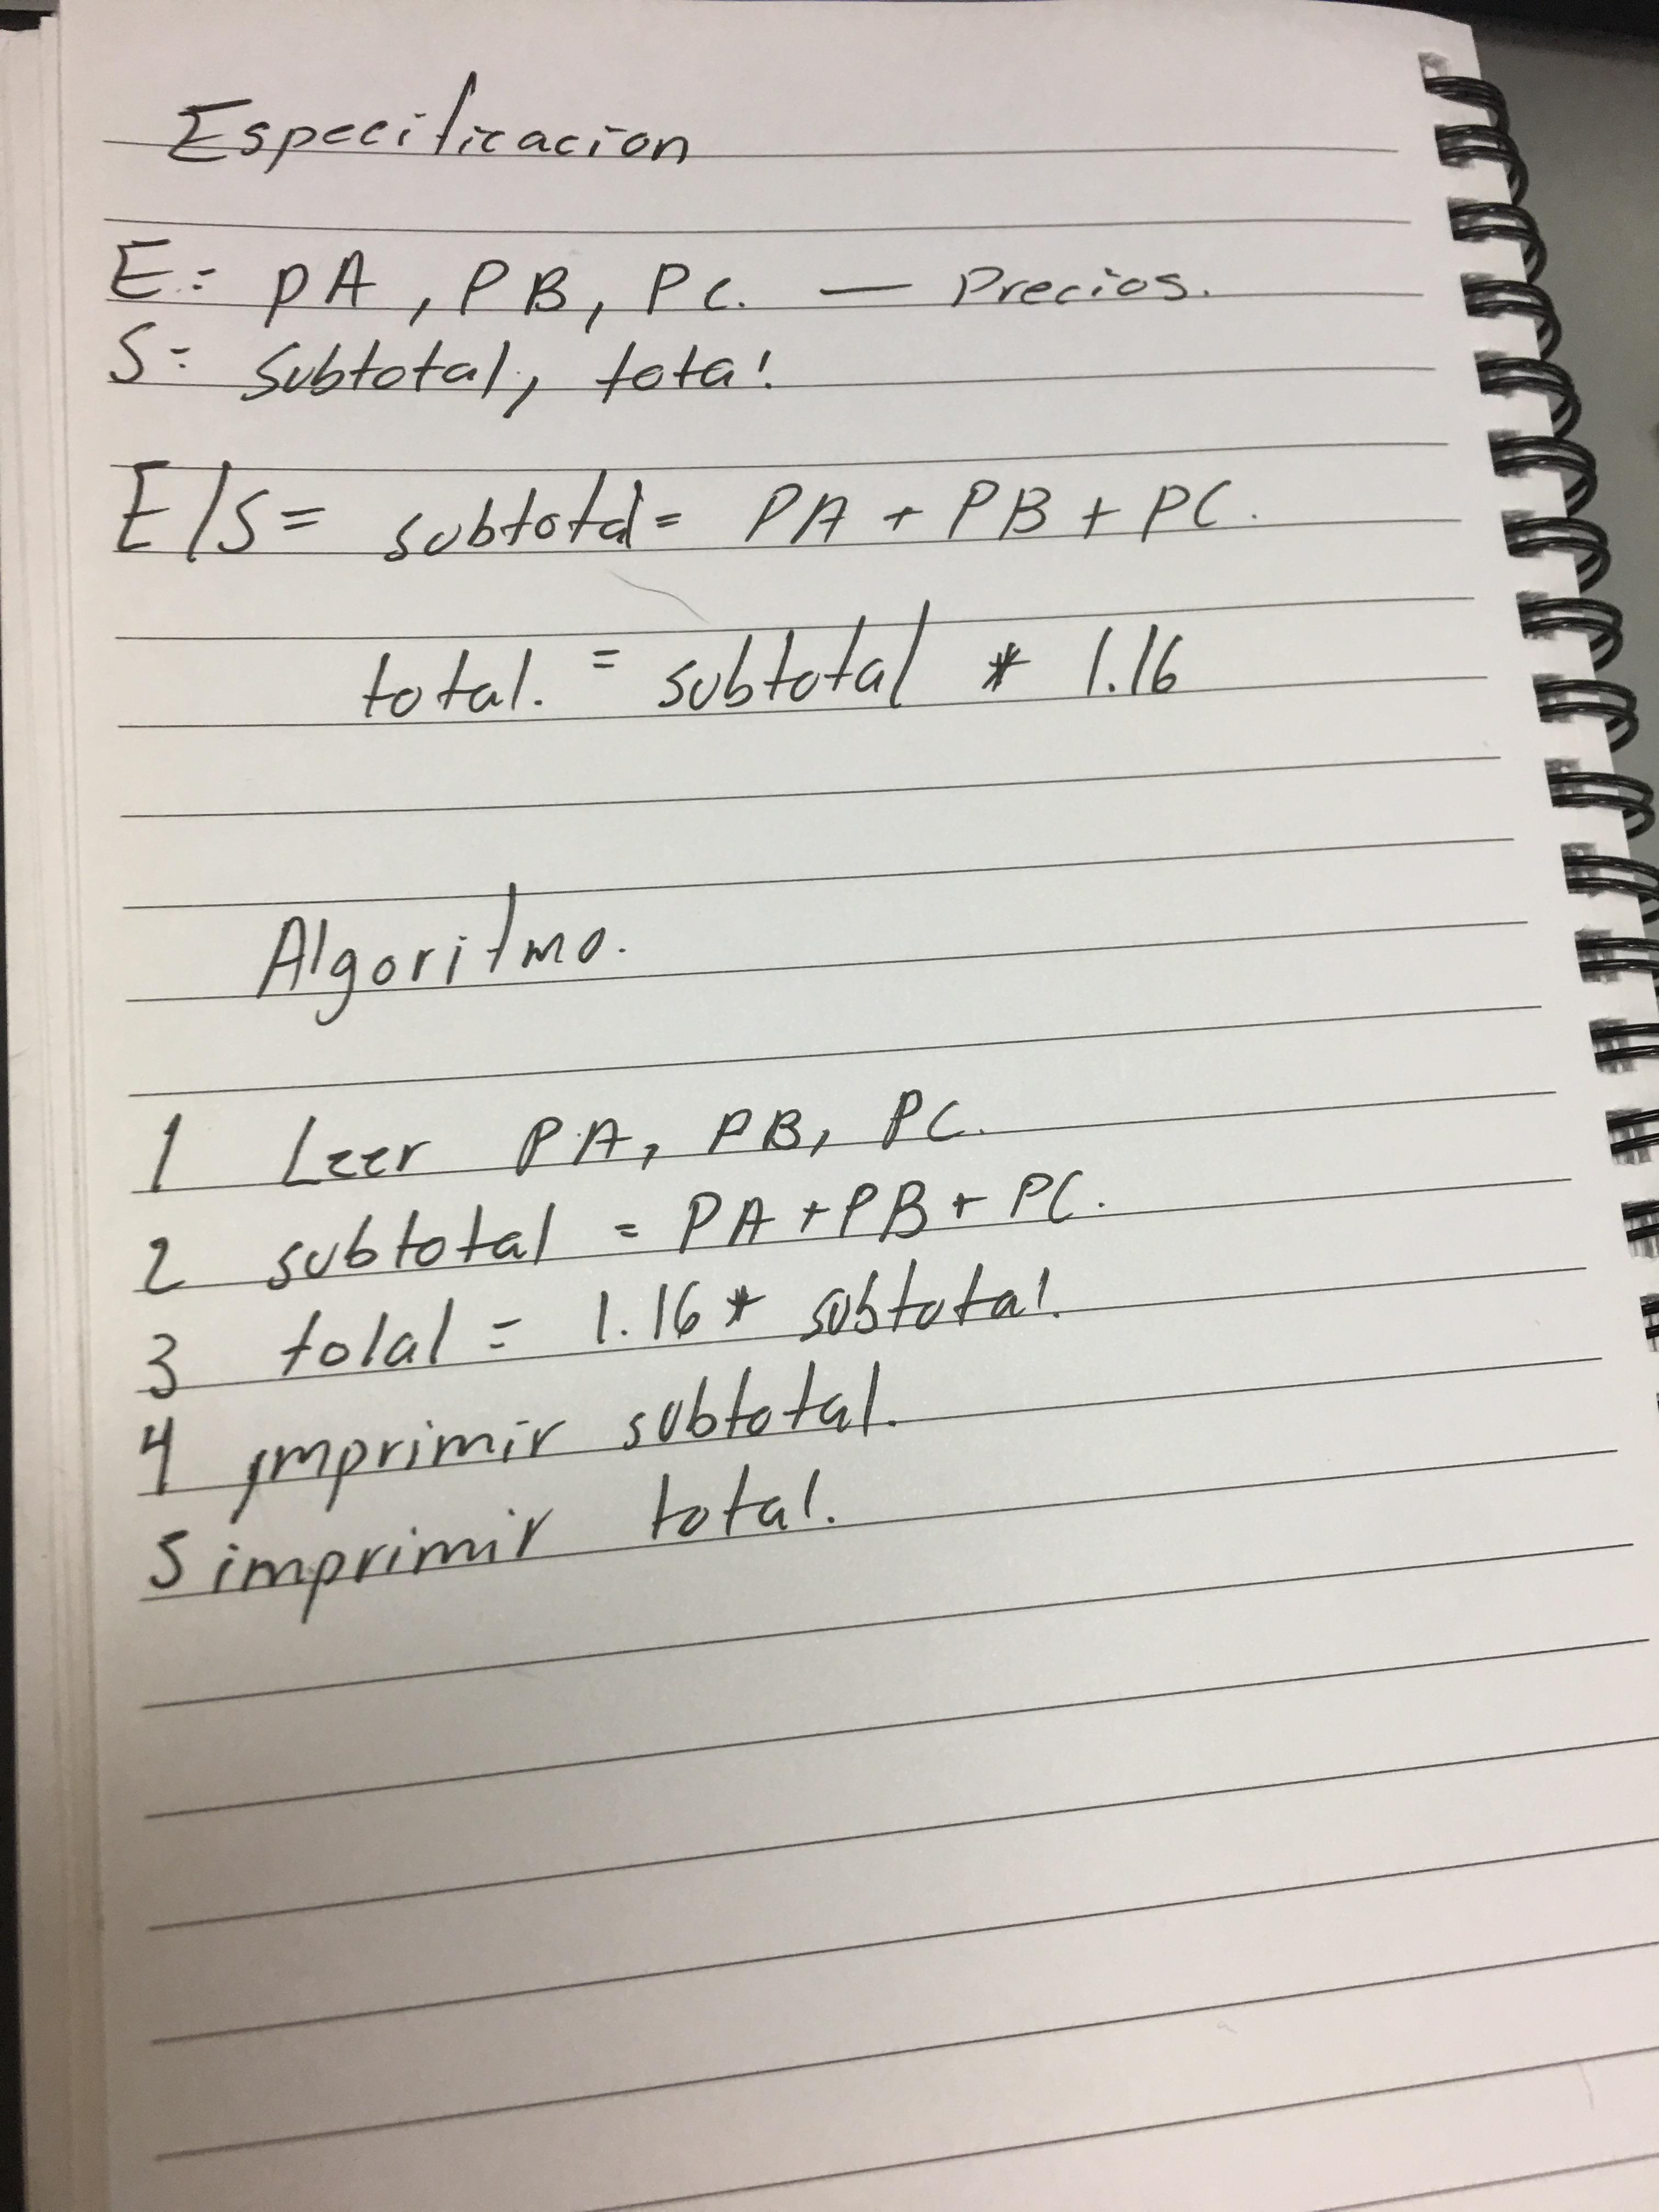 Especificacion
E: PA, PB, PC. — Precios.
S: Subtotal, total
E/S= subtotal= PA + PB + PC.
total. = subtotal * 1.16
Algoritmo.
1 Leer PA, PB, PC.
2 subtotal = PA + PB + PC.
3 total = 1.16 * subtotal.
4 imprimir subtotal.
5 imprimir total.